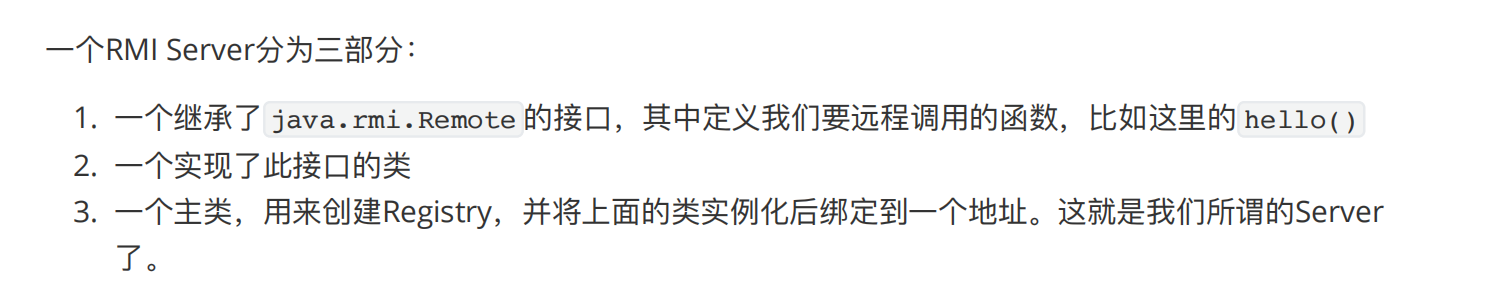 一个RMI Server分为三部分：
1. 一个继承了java.rmi.Remote的接口，其中定义我们要远程调用的函数，比如这里的hello()
2. 一个实现了此接口的类
3. 一个主类，用来创建Registry，并将上面的类实例化后绑定到一个地址。这就是我们所谓的Server
了。